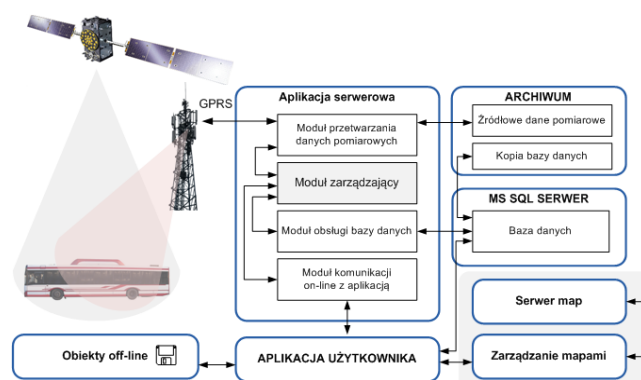 GPRS
Aplikacja serwerowa
Moduł przetwarzania
danych pomiarowych
Moduł zarządzający
Moduł obsługi bazy danych
Moduł komunikacji
on-line z aplikacją
ARCHIWUM
Źródłowe dane pomiarowe
Kopia bazy danych
MS SQL SERWER
Baza danych
Serwer map
Zarządzanie mapami
Obiekty off-line
APLIKACJA UŻYTKOWNIKA